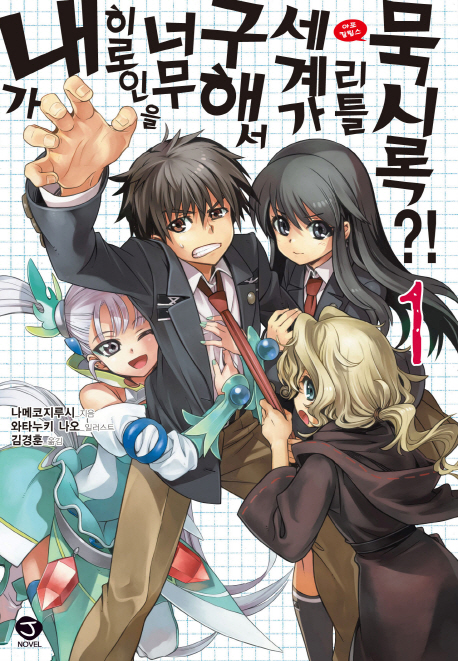 내가
히로인을
너무
구해서
세계가
리틀
아포
칼립스
묵시록?!
1
나메코지루시 지음
와타누키 나오 일러스트
김경훈 옮김
J
NOVEL